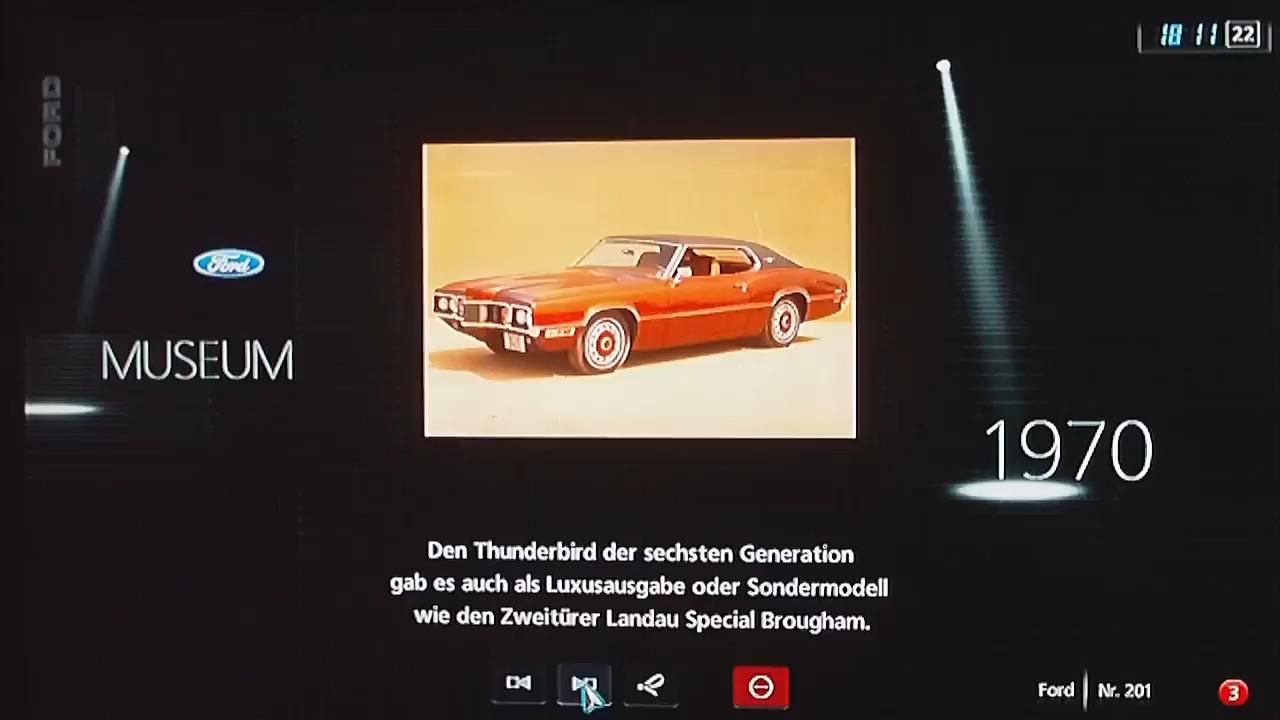 18 11 22
FORD
Ford
MUSEUM
1970
Den Thunderbird der sechsten Generation
gab es auch als Luxusausgabe oder Sondermodell
wie den Zweitürer Landau Special Brougham.
Ford Nr. 201
3